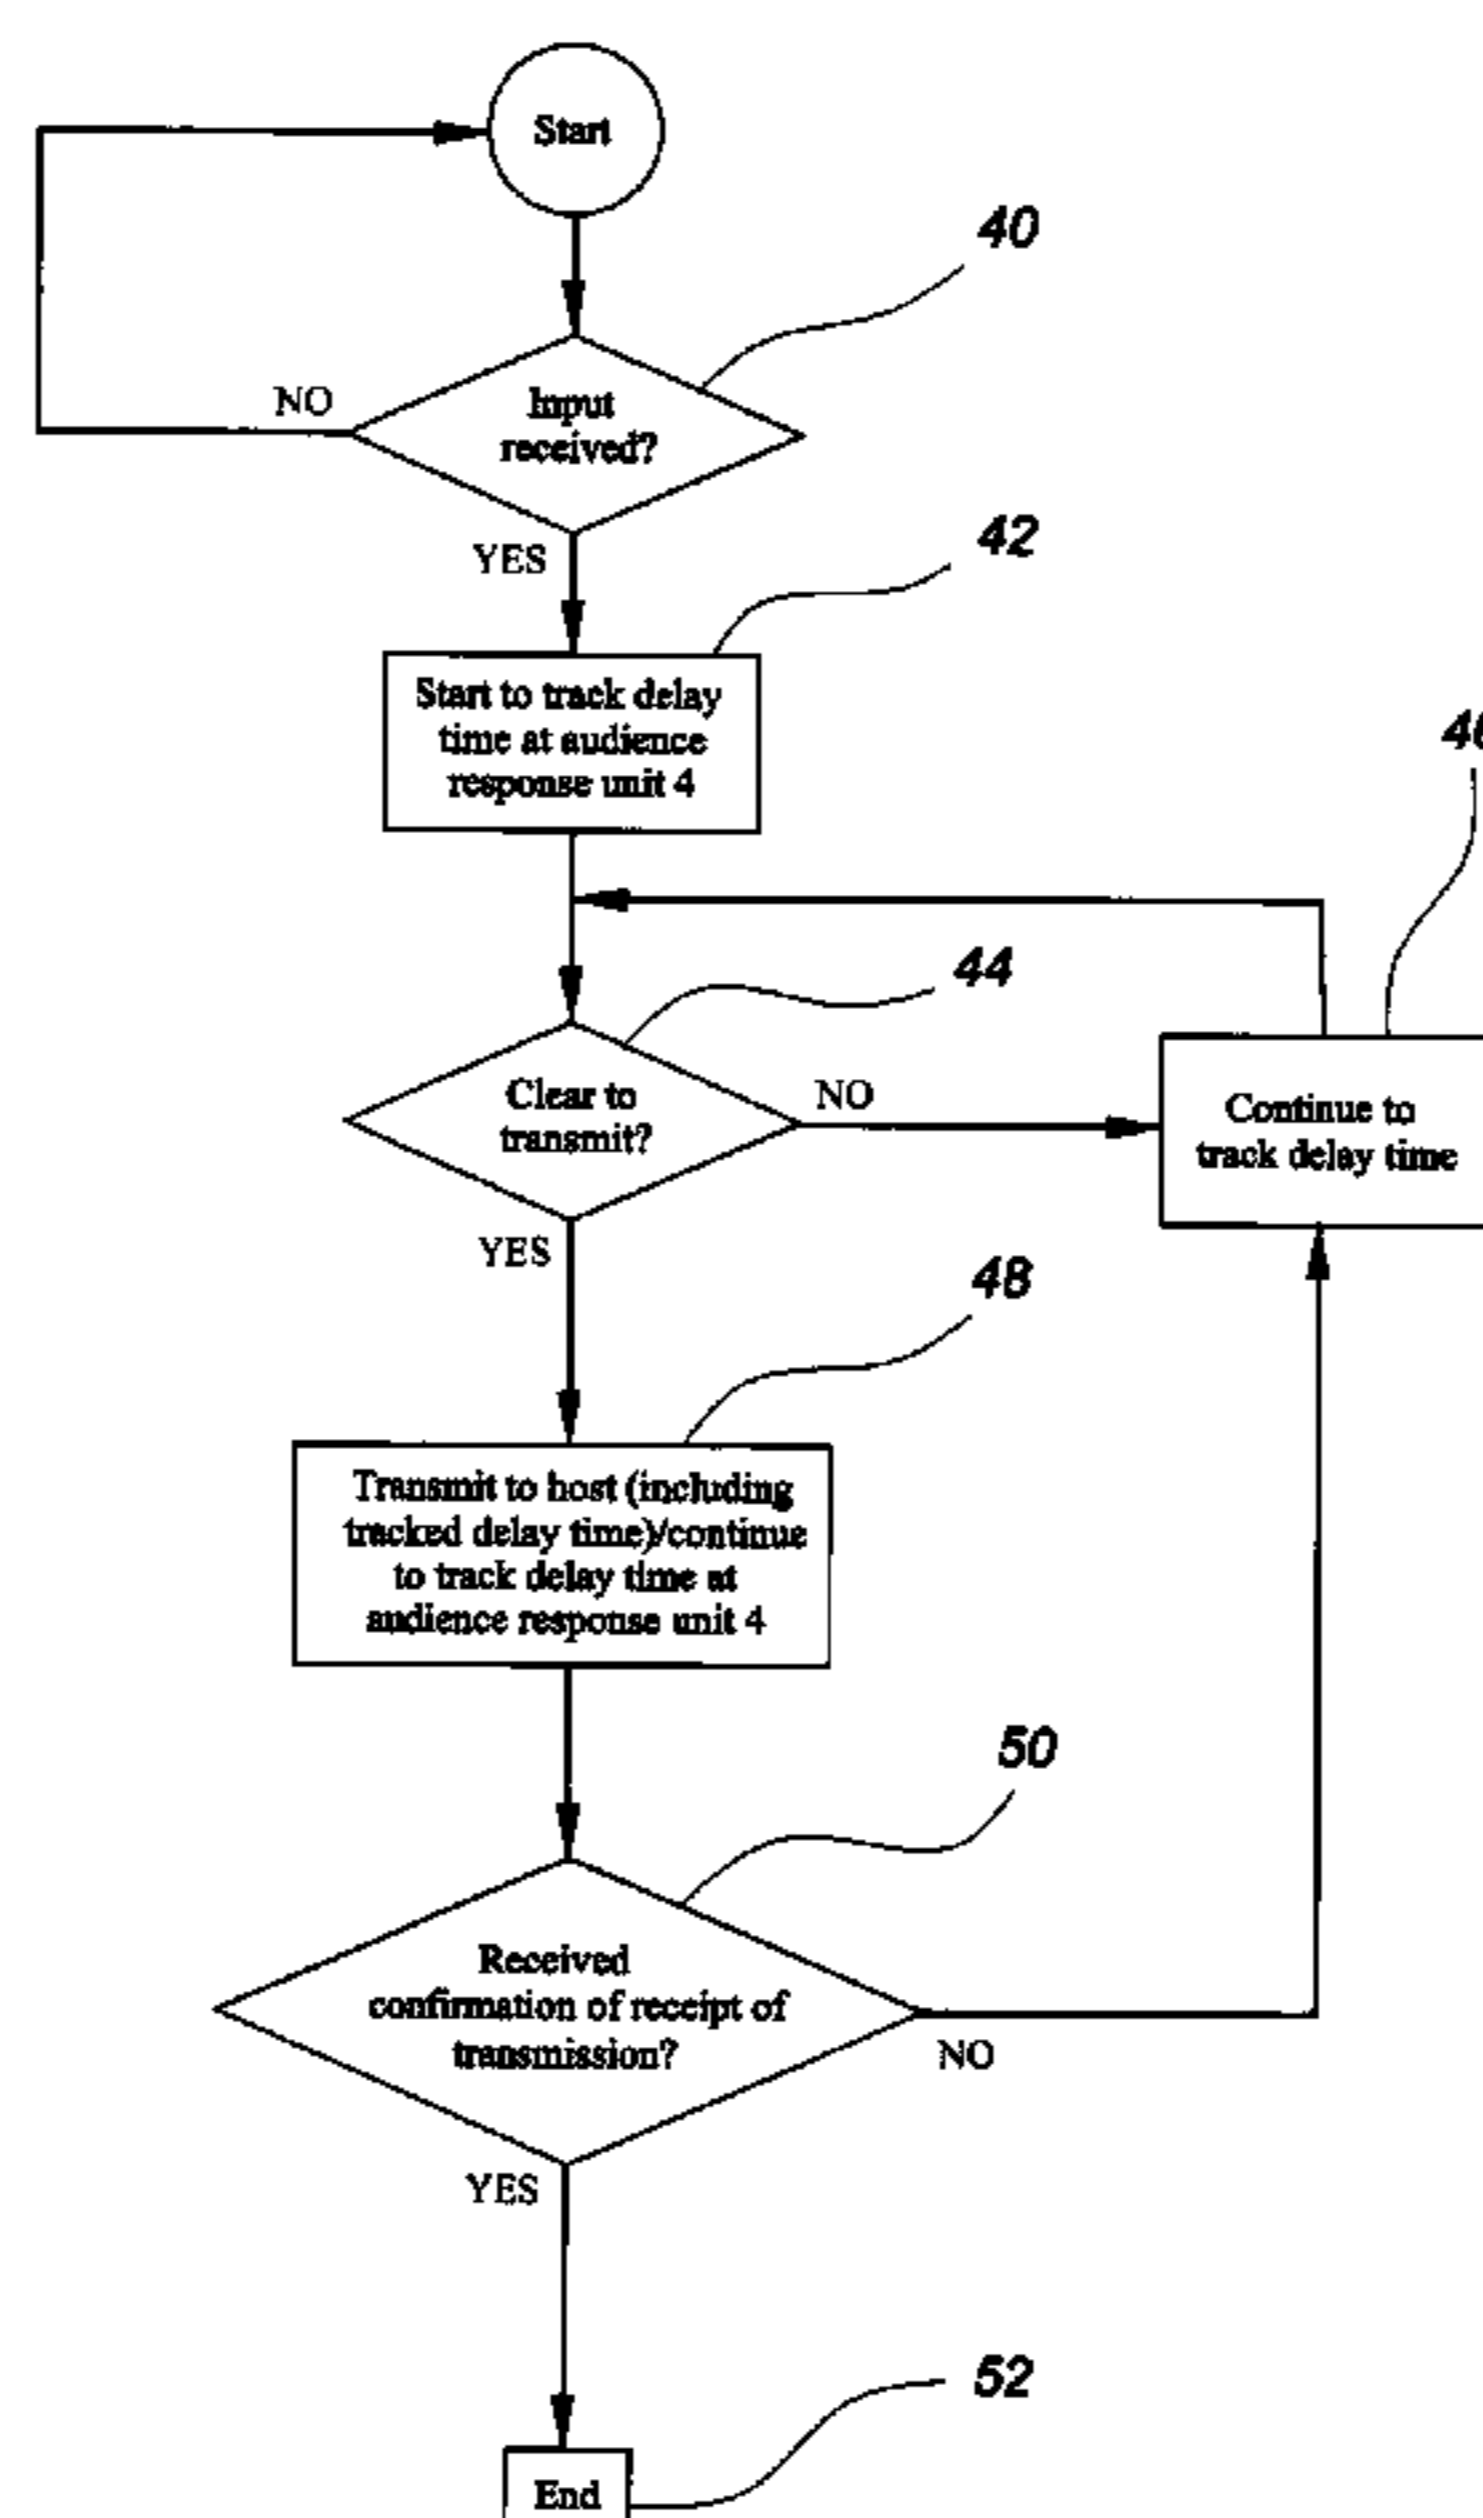 Start
40
NO
Input
received?
YES
42
Start to track delay
time at audience
response unit 4
44
Clear to
transmit?
NO
Continue to
track delay time
YES
48
Transmit to host (including
tracked delay time)/continue
to track delay time at
audience response unit 4
50
Received
confirmation of receipt of
transmission?
NO
YES
52
End